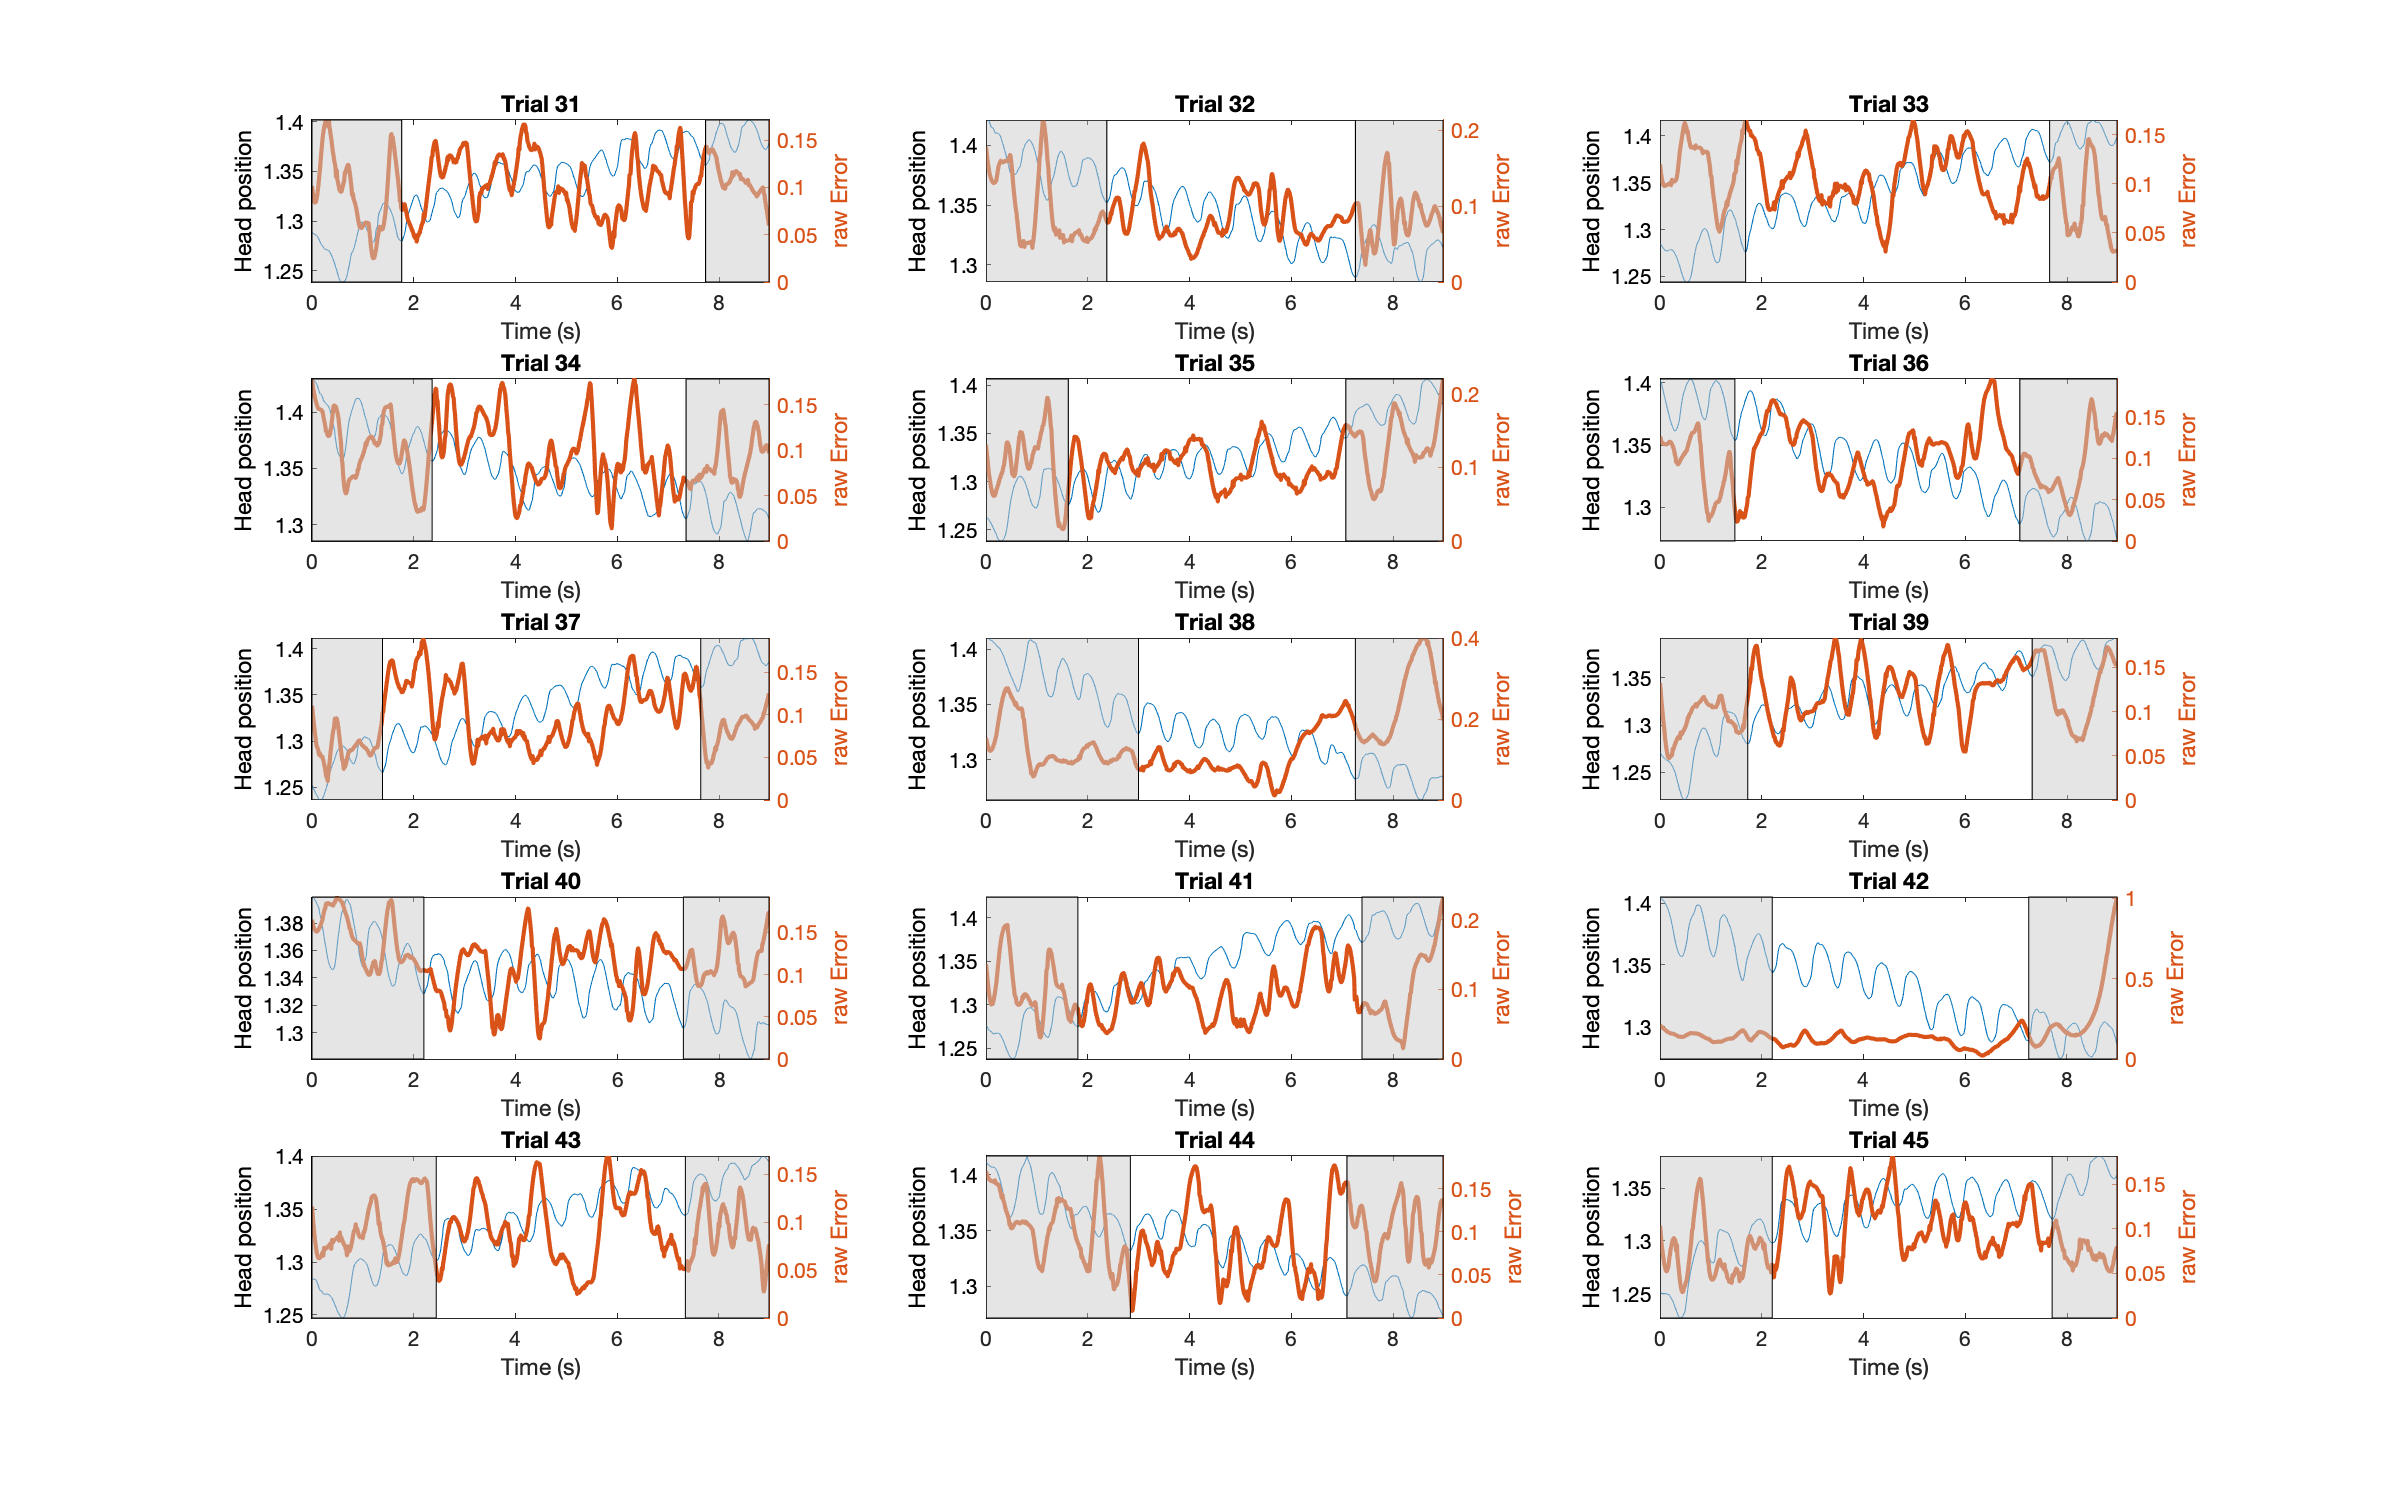 Trial 31
Head position
1.4
1.35
1.3
1.25
0.15
0.1
0.05
0
raw Error
0 2 4 6 8
Time (s)
Trial 32
Head position
1.4
1.35
1.3
0.2
0.1
0
raw Error
0 2 4 6 8
Time (s)
Trial 33
Head position
1.4
1.35
1.3
1.25
0.15
0.1
0.05
0
raw Error
0 2 4 6 8
Time (s)
Trial 34
Head position
1.4
1.35
1.3
0.15
0.1
0.05
0
raw Error
0 2 4 6 8
Time (s)
Trial 35
Head position
1.4
1.35
1.3
1.25
0.2
0.1
0
raw Error
0 2 4 6 8
Time (s)
Trial 36
Head position
1.4
1.35
1.3
0.15
0.1
0.05
0
raw Error
0 2 4 6 8
Time (s)
Trial 37
Head position
1.4
1.35
1.3
1.25
0.15
0.1
0.05
0
raw Error
0 2 4 6 8
Time (s)
Trial 38
Head position
1.4
1.35
1.3
0.4
0.2
0
raw Error
0 2 4 6 8
Time (s)
Trial 39
Head position
1.35
1.3
1.25
0.15
0.1
0.05
0
raw Error
0 2 4 6 8
Time (s)
Trial 40
Head position
1.38
1.36
1.34
1.32
1.3
0.15
0.1
0.05
0
raw Error
0 2 4 6 8
Time (s)
Trial 41
Head position
1.4
1.35
1.3
1.25
0.2
0.1
0
raw Error
0 2 4 6 8
Time (s)
Trial 42
Head position
1.4
1.35
1.3
1
0.5
0
raw Error
0 2 4 6 8
Time (s)
Trial 43
Head position
1.4
1.35
1.3
1.25
0.15
0.1
0.05
0
raw Error
0 2 4 6 8
Time (s)
Trial 44
Head position
1.4
1.35
1.3
0.15
0.1
0.05
0
raw Error
0 2 4 6 8
Time (s)
Trial 45
Head position
1.35
1.3
1.25
0.15
0.1
0.05
0
raw Error
0 2 4 6 8
Time (s)